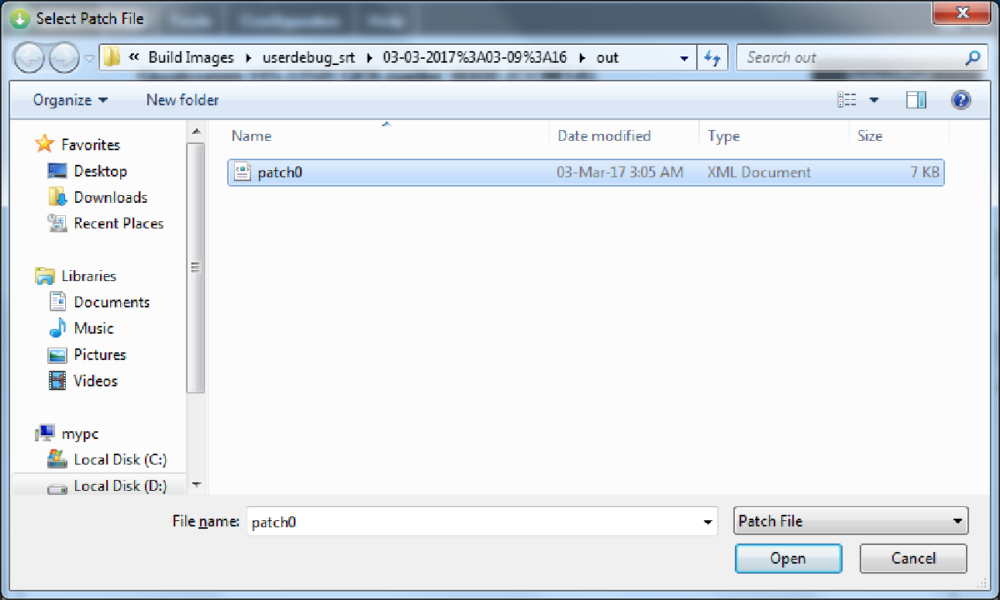 Select Patch File
« Build Images ▸ userdebug_srt ▸ 03-03-2017%3A03-09%3A16 ▸ out
Search out
Organize
New folder
Name
Date modified
Type
Size
patch0
03-Mar-17 3:05 AM
XML Document
7 KB
Favorites
Desktop
Downloads
Recent Places
Libraries
Documents
Music
Pictures
Videos
mypc
Local Disk (C:)
Local Disk (D:)
File name:
patch0
Patch File
Open
Cancel